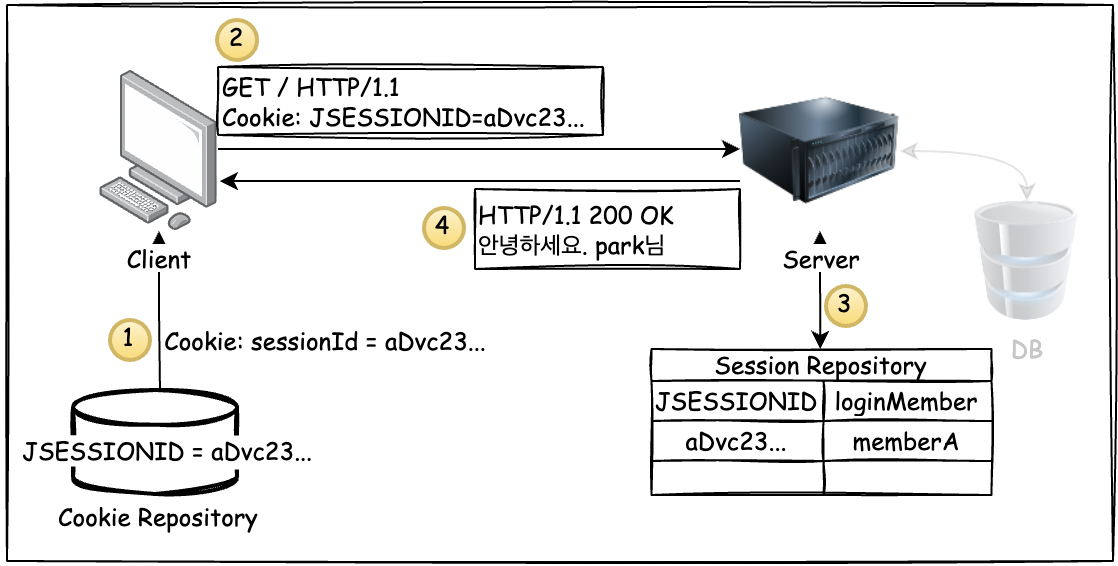 2
GET / HTTP/1.1
Cookie: JSESSIONID=aDvc23...
4
HTTP/1.1 200 OK
안녕하세요. park님
Client
Server
3
1
Cookie: sessionId = aDvc23...
DB
Session Repository
JSESSIONID loginMember
aDvc23... memberA
JSESSIONID = aDvc23...
Cookie Repository